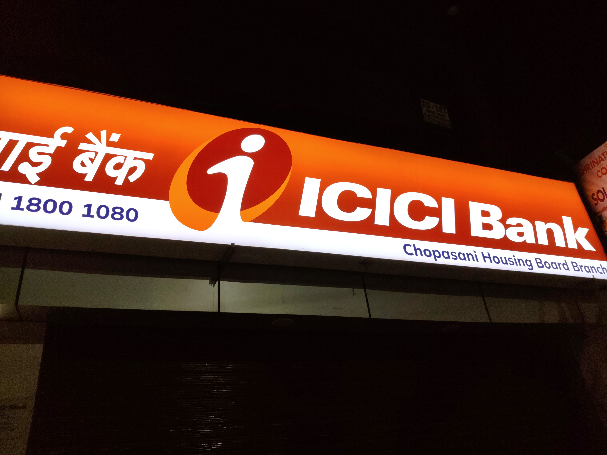 ाई बैंक
1800 1080
i ICICI Bank
Chopasani Housing Board Branch